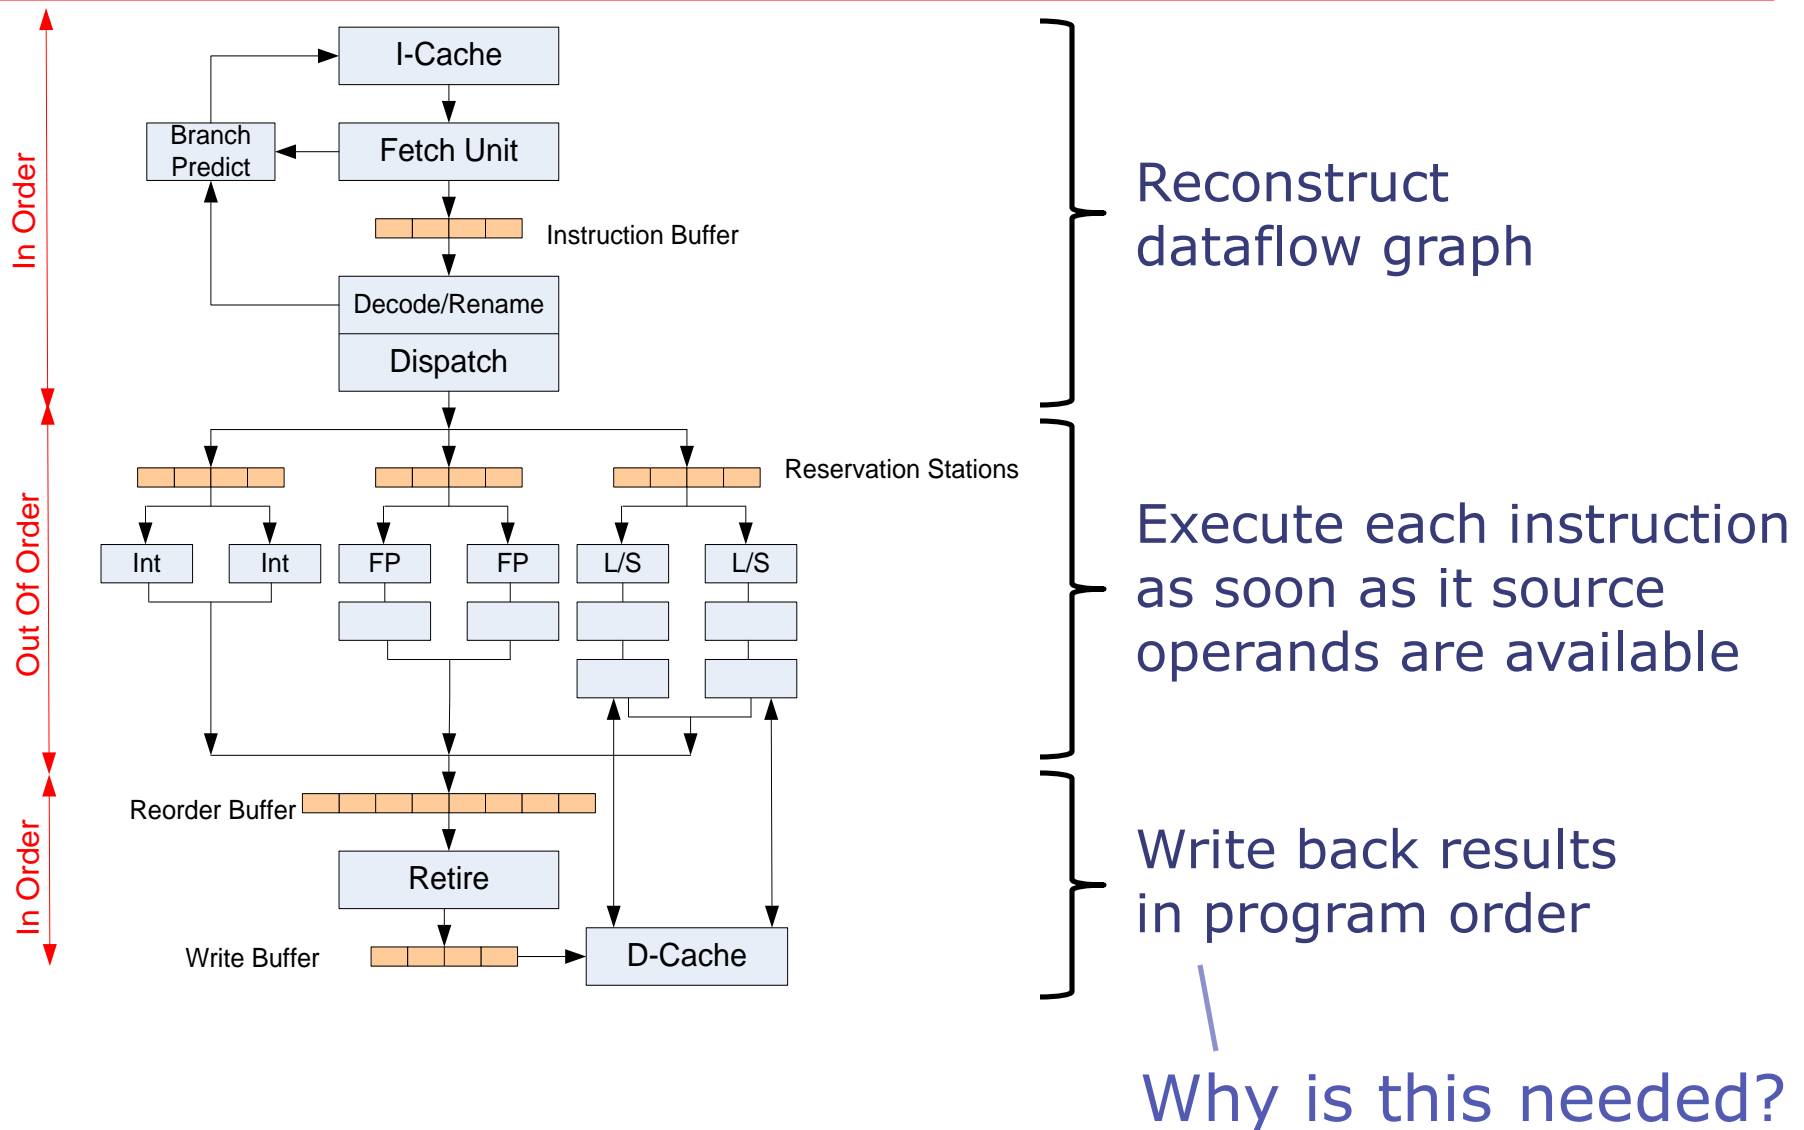 I-Cache
Branch
Predict
Fetch Unit
Instruction Buffer
Decode/Rename
Dispatch
In Order
Reconstruct
dataflow graph
Reservation Stations
Int
Int
FP
FP
L/S
L/S
Out Of Order
Execute each instruction
as soon as it source
operands are available
Reorder Buffer
Retire
Write Buffer
D-Cache
In Order
Write back results
in program order
Why is this needed?